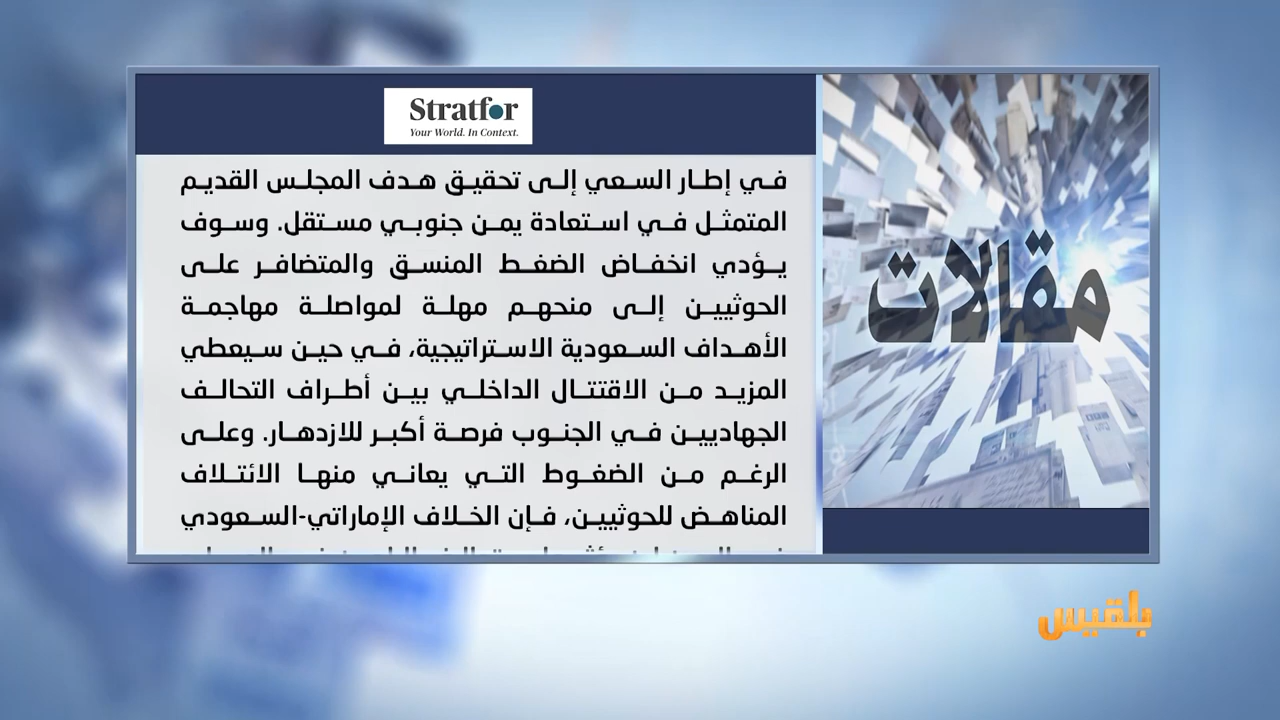 Stratfor
Your World. In Context.
في إطار السعي إلى تحقيق هدف المجلس القديم
المتمثل في استعادة يمن جنوبي مستقل. وسوف
يؤدي انخفاض الضغط المنسق والمتضافر على
الحوثيين إلى منحهم مهلة لمواصلة مهاجمة
الأهداف السعودية الاستراتيجية، في حين سيعطي
المزيد من الاقتتال الداخلي بين أطراف التحالف
الجهاديين في الجنوب فرصة أكبر للازدهار. وعلى
الرغم من الضغوط التي يعاني منها الائتلاف
المناهض للحوثيين، فإن الخلاف الإماراتي-السعودي
مقالات
بلقيس